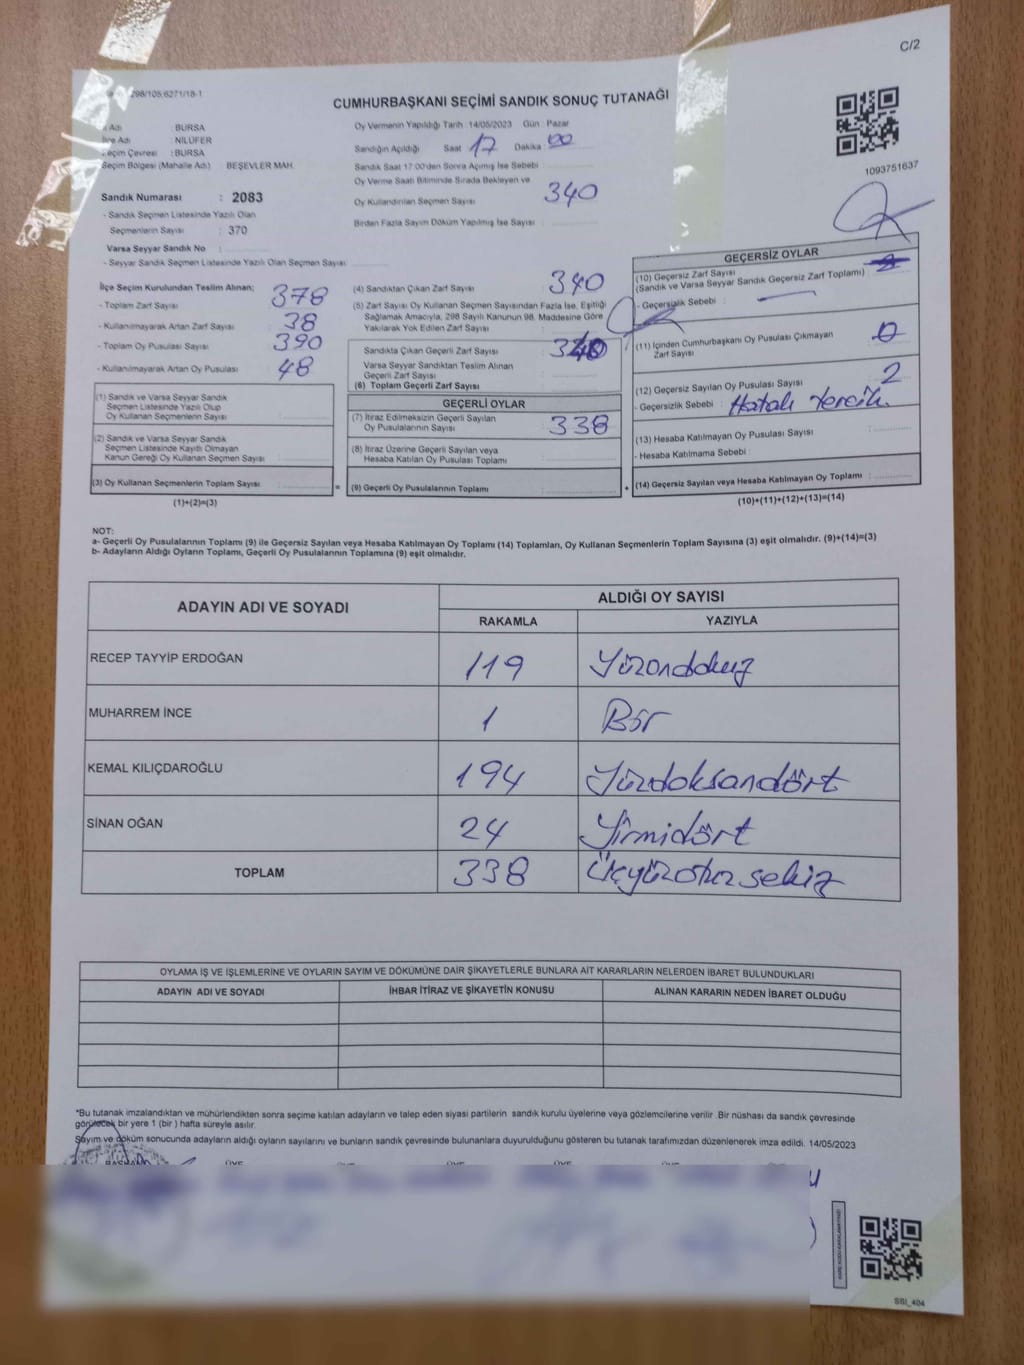 C/2
298/105:6271/18-1
CUMHURBAŞKANI SEÇİMİ SANDIK SONUÇ TUTANAĞI
Adı : BURSA
Adı : NİLÜFER
Seçim Çevresi : BURSA
Seçim Bölgesi (Mahalle Adı) : BEŞEVLER MAH.
Sandık Numarası : 2083
- Sandık Seçmen Listesinde Yazılı Olan
Seçmenlerin Sayısı : 370
Varsa Seyyar Sandık No :
- Seyyar Sandık Seçmen Listesinde Yazılı Olan Seçmen Sayısı :
Oy Vermenin Yapıldığı Tarih : 14/05/2023 Gün : Pazar
Sandığın Açıldığı Saat : 17 Dakika : 00
Sandık Saat 17:00'den Sonra Açılmış İse Sebebi :
Oy Verme Saati Bitiminde Sırada Bekleyen ve
Oy Kullandırılan Seçmen Sayısı : 340
Birden Fazla Sayım Döküm Yapılmış İse Sayısı :
1093751637
İlçe Seçim Kurulundan Teslim Alınan;
- Toplam Zarf Sayısı : 378
- Kullanılmayarak Artan Zarf Sayısı : 38
- Toplam Oy Pusulası Sayısı : 390
- Kullanılmayarak Artan Oy Pusulası : 48
(1) Sandık ve Varsa Seyyar Sandık
Seçmen Listesinde Yazılı Olup
Oy Kullanan Seçmenlerin Sayısı :
(2) Sandık ve Varsa Seyyar Sandık
Seçmen Listesinde Kayıtlı Olmayan
Kanun Gereği Oy Kullanan Seçmen Sayısı :
(3) Oy Kullanan Seçmenlerin Toplam Sayısı :
(1)+(2)=(3)
(4) Sandıktan Çıkan Zarf Sayısı : 340
(5) Zarf Sayısı Oy Kullanan Seçmen Sayısından Fazla İse, Eşitliği
Sağlamak Amacıyla, 298 Sayılı Kanunun 98. Maddesine Göre
Yakılarak Yok Edilen Zarf Sayısı :
Sandıkta Çıkan Geçerli Zarf Sayısı : 340
Varsa Seyyar Sandıktan Teslim Alınan
Geçerli Zarf Sayısı :
(6) Toplam Geçerli Zarf Sayısı :
GEÇERLİ OYLAR
(7) İtiraz Edilmeksizin Geçerli Sayılan
Oy Pusulalarının Sayısı : 338
(8) İtiraz Üzerine Geçerli Sayılan veya
Hesaba Katılan Oy Pusulası Toplamı :
= (9) Geçerli Oy Pusulalarının Toplamı :
GEÇERSİZ OYLAR
(10) Geçersiz Zarf Sayısı
(Sandık ve Varsa Seyyar Sandık Geçersiz Zarf Toplamı) :
- Geçersizlik Sebebi :
(11) İçinden Cumhurbaşkanı Oy Pusulası Çıkmayan
Zarf Sayısı : 0
(12) Geçersiz Sayılan Oy Pusulası Sayısı : 2
- Geçersizlik Sebebi : Hatalı tercih.
(13) Hesaba Katılmayan Oy Pusulası Sayısı :
- Hesaba Katılmama Sebebi :
+ (14) Geçersiz Sayılan veya Hesaba Katılmayan Oy Toplamı :
(10)+(11)+(12)+(13)=(14)
NOT:
a- Geçerli Oy Pusulalarının Toplamı (9) ile Geçersiz Sayılan veya Hesaba Katılmayan Oy Toplamı (14) Toplamları, Oy Kullanan Seçmenlerin Toplam Sayısına (3) eşit olmalıdır. (9)+(14)=(3)
b- Adayların Aldığı Oyların Toplamı, Geçerli Oy Pusulalarının Toplamına (9) eşit olmalıdır.
ADAYIN ADI VE SOYADI ALDIĞI OY SAYISI
RAKAMLA YAZIYLA
RECEP TAYYİP ERDOĞAN 119 Yüzondokuz
MUHARREM İNCE 1 Bir
KEMAL KILIÇDAROĞLU 194 Yüzdoksandört
SİNAN OĞAN 24 Yirmidört
TOPLAM 338 Üçyüzotuzsekiz
OYLAMA İŞ VE İŞLEMLERİNE VE OYLARIN SAYIM VE DÖKÜMÜNE DAİR ŞİKAYETLERLE BUNLARA AİT KARARLARIN NELERDEN İBARET BULUNDUKLARI
ADAYIN ADI VE SOYADI İHBAR İTİRAZ VE ŞİKAYETİN KONUSU ALINAN KARARIN NEDEN İBARET OLDUĞU
*Bu tutanak imzalandıktan ve mühürlendikten sonra seçime katılan adayların ve talep eden siyasi partilerin sandık kurulu üyelerine veya gözlemcilerine verilir .Bir nüshası da sandık çevresinde
görülecek bir yere 1 (bir ) hafta süreyle asılır.
Sayım ve döküm sonucunda adayların aldığı oyların sayılarını ve bunların sandık çevresinde bulunanlara duyurulduğunu gösteren bu tutanak tarafımızdan düzenlenerek imza edildi. 14/05/2023
BAŞKAN ÜYE ÜYE ÜYE ÜYE ÜYE
SBI_404